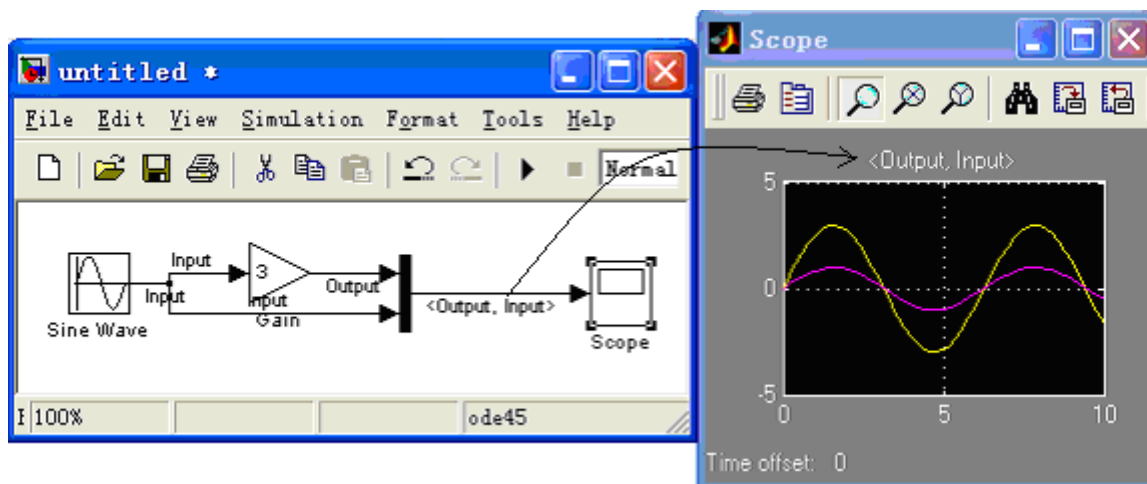 untitled *
File Edit View Simulation Format Tools Help
Normal
Input
3
Output
Input
Input
Gain
<Output, Input>
Sine Wave
Scope
100%
ode45
Scope
<Output, Input>
5
0
-5
0 5 10
Time offset: 0